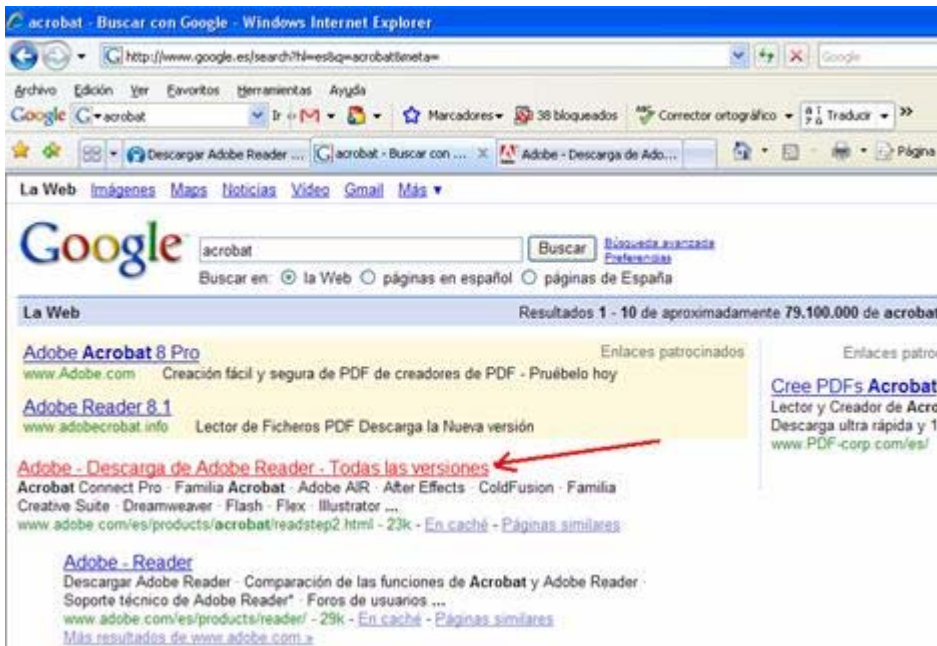 acrobat - Buscar con Google - Windows Internet Explorer
http://www.google.es/search?hl=es&q=acrobat&meta=
Google
Archivo Edición Ver Favoritos Herramientas Ayuda
Google acrobat Ir Marcadores 38 bloqueados Corrector ortográfico Traducir »
Descargar Adobe Reader ... acrobat - Buscar con ... Adobe - Descarga de Ado... Página
La Web Imágenes Maps Noticias Vídeo Gmail Más ▼
Google acrobat Buscar Búsqueda avanzada
Preferencias
Buscar en: la Web páginas en español páginas de España
La Web Resultados 1 - 10 de aproximadamente 79.100.000 de acrobat
Adobe Acrobat 8 Pro Enlaces patrocinados
www.Adobe.com Creación fácil y segura de PDF de creadores de PDF - Pruébelo hoy
Adobe Reader 8.1
www.adobecrobat.info Lector de Ficheros PDF Descarga la Nueva versión
Enlaces patro
Cree PDFs Acrobat
Lector y Creador de Acro
Descarga ultra rápida y 1
www.PDF-corp.com/es/
Adobe - Descarga de Adobe Reader - Todas las versiones
Acrobat Connect Pro · Familia Acrobat · Adobe AIR · After Effects · ColdFusion · Familia
Creative Suite · Dreamweaver · Flash · Flex · Illustrator ...
www.adobe.com/es/products/acrobat/readstep2.html - 23k - En caché - Páginas similares
Adobe - Reader
Descargar Adobe Reader · Comparación de las funciones de Acrobat y Adobe Reader ·
Soporte técnico de Adobe Reader* · Foros de usuarios ...
www.adobe.com/es/products/reader/ - 29k - En caché - Páginas similares
Más resultados de www.adobe.com »